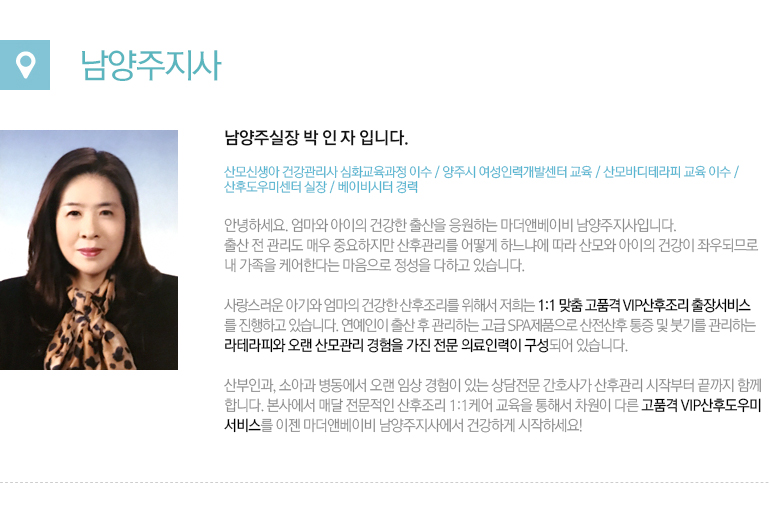 남양주지사
남양주실장 박 인 자 입니다.
산모신생아 건강관리사 심화교육과정 이수 / 양주시 여성인력개발센터 교육 / 산모바디테라피 교육 이수 /
산후도우미센터 실장 / 베이비시터 경력
안녕하세요. 엄마와 아이의 건강한 출산을 응원하는 마더앤베이비 남양주지사입니다.
출산 전 관리도 매우 중요하지만 산후관리를 어떻게 하느냐에 따라 산모와 아이의 건강이 좌우되므로
내 가족을 케어한다는 마음으로 정성을 다하고 있습니다.
사랑스러운 아기와 엄마의 건강한 산후조리를 위해서 저희는 1:1 맞춤 고품격 VIP산후조리 출장서비스
를 진행하고 있습니다. 연예인이 출산 후 관리하는 고급 SPA제품으로 산전산후 통증 및 붓기를 관리하는
라테라피와 오랜 산모관리 경험을 가진 전문 의료인력이 구성되어 있습니다.
산부인과, 소아과 병동에서 오랜 임상 경험이 있는 상담전문 간호사가 산후관리 시작부터 끝까지 함께
합니다. 본사에서 매달 전문적인 산후조리 1:1케어 교육을 통해서 차원이 다른 고품격 VIP산후도우미
서비스를 이젠 마더앤베이비 남양주지사에서 건강하게 시작하세요!